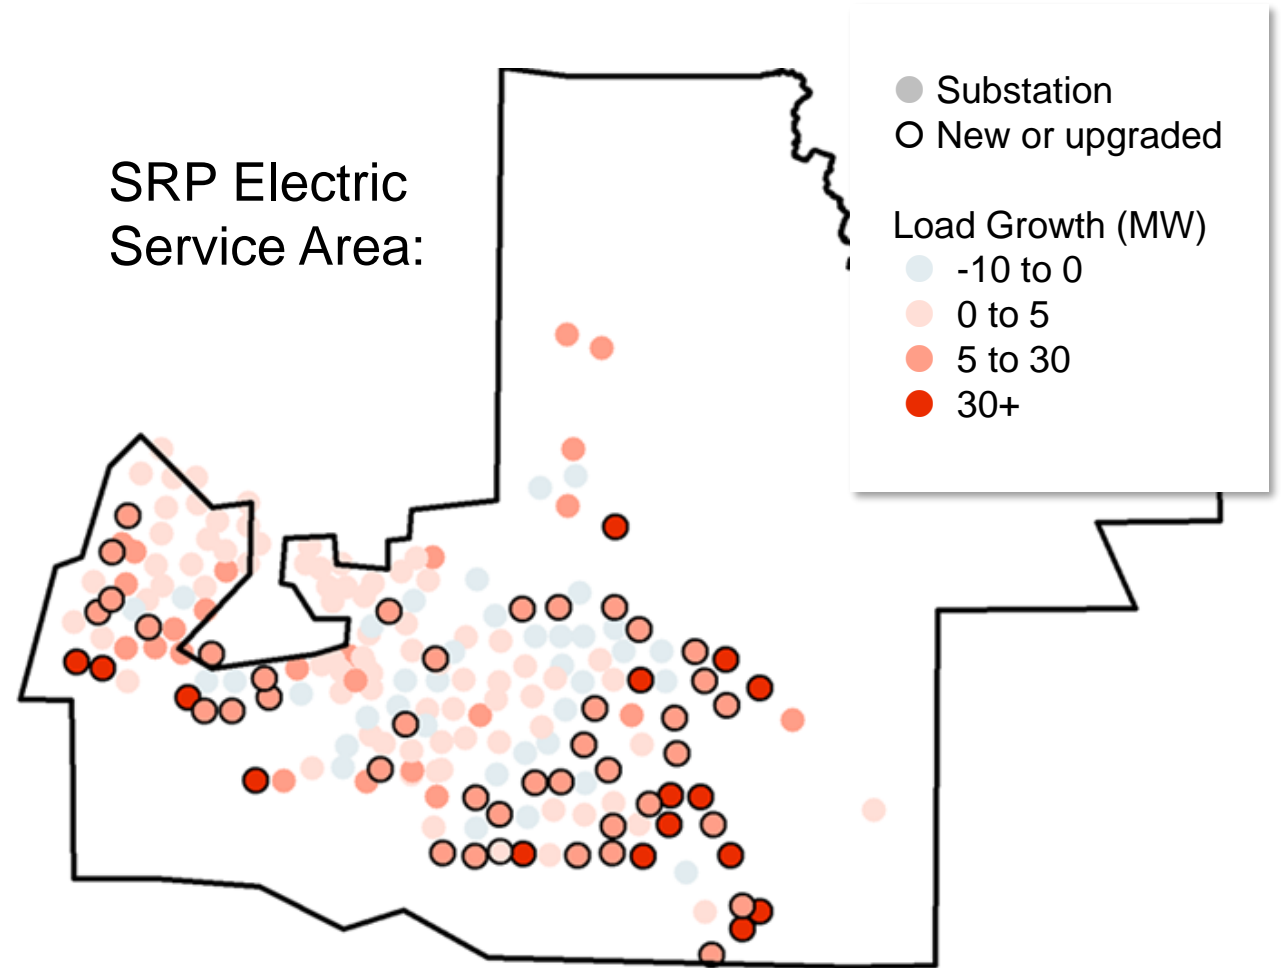 SRP Electric
Service Area:
Substation
New or upgraded
Load Growth (MW)
-10 to 0
0 to 5
5 to 30
30+